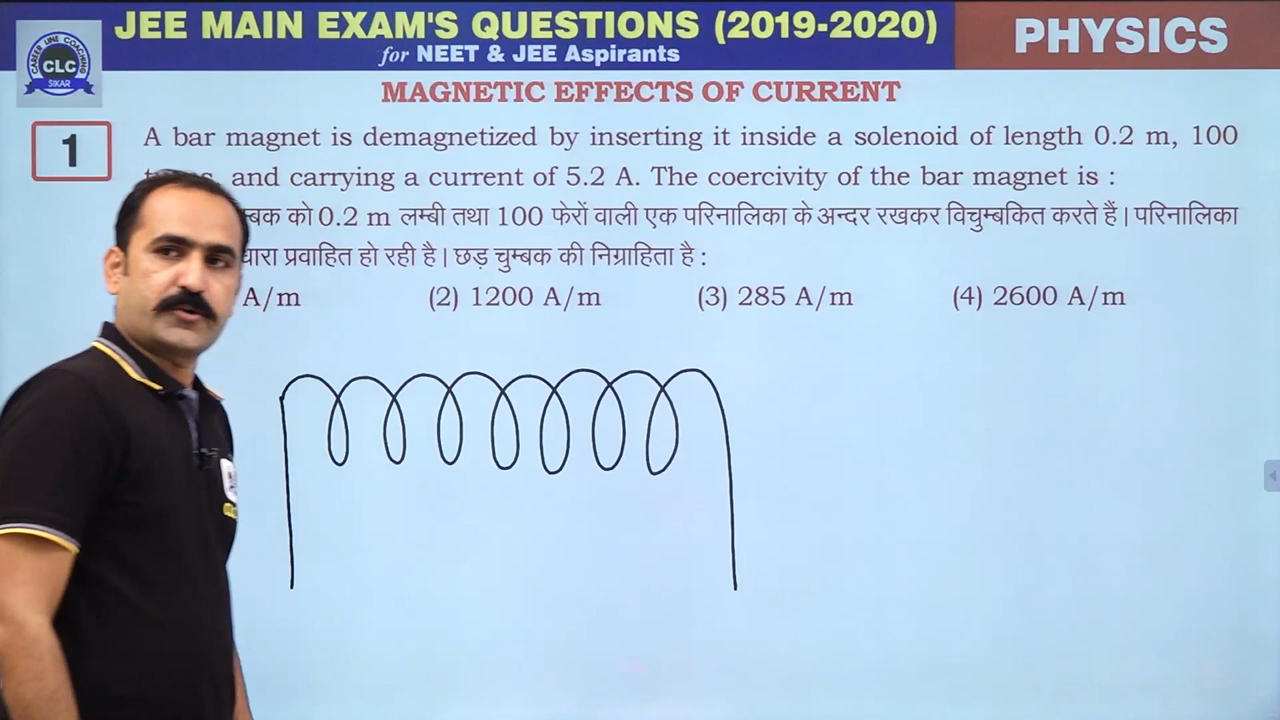 JEE MAIN EXAM'S QUESTIONS (2019-2020)
for NEET & JEE Aspirants
PHYSICS
CAREER LINE COACHING
CLC
SIKAR
MAGNETIC EFFECTS OF CURRENT
1
A bar magnet is demagnetized by inserting it inside a solenoid of length 0.2 m, 100
and carrying a current of 5.2 A. The coercivity of the bar magnet is :
को 0.2 m लम्बी तथा 100 फेरों वाली एक परिनालिका के अन्दर रखकर विचुम्बकित करते हैं। परिनालिका
धारा प्रवाहित हो रही है। छड़ चुम्बक की निग्राहिता है :
A/m (2) 1200 A/m (3) 285 A/m (4) 2600 A/m